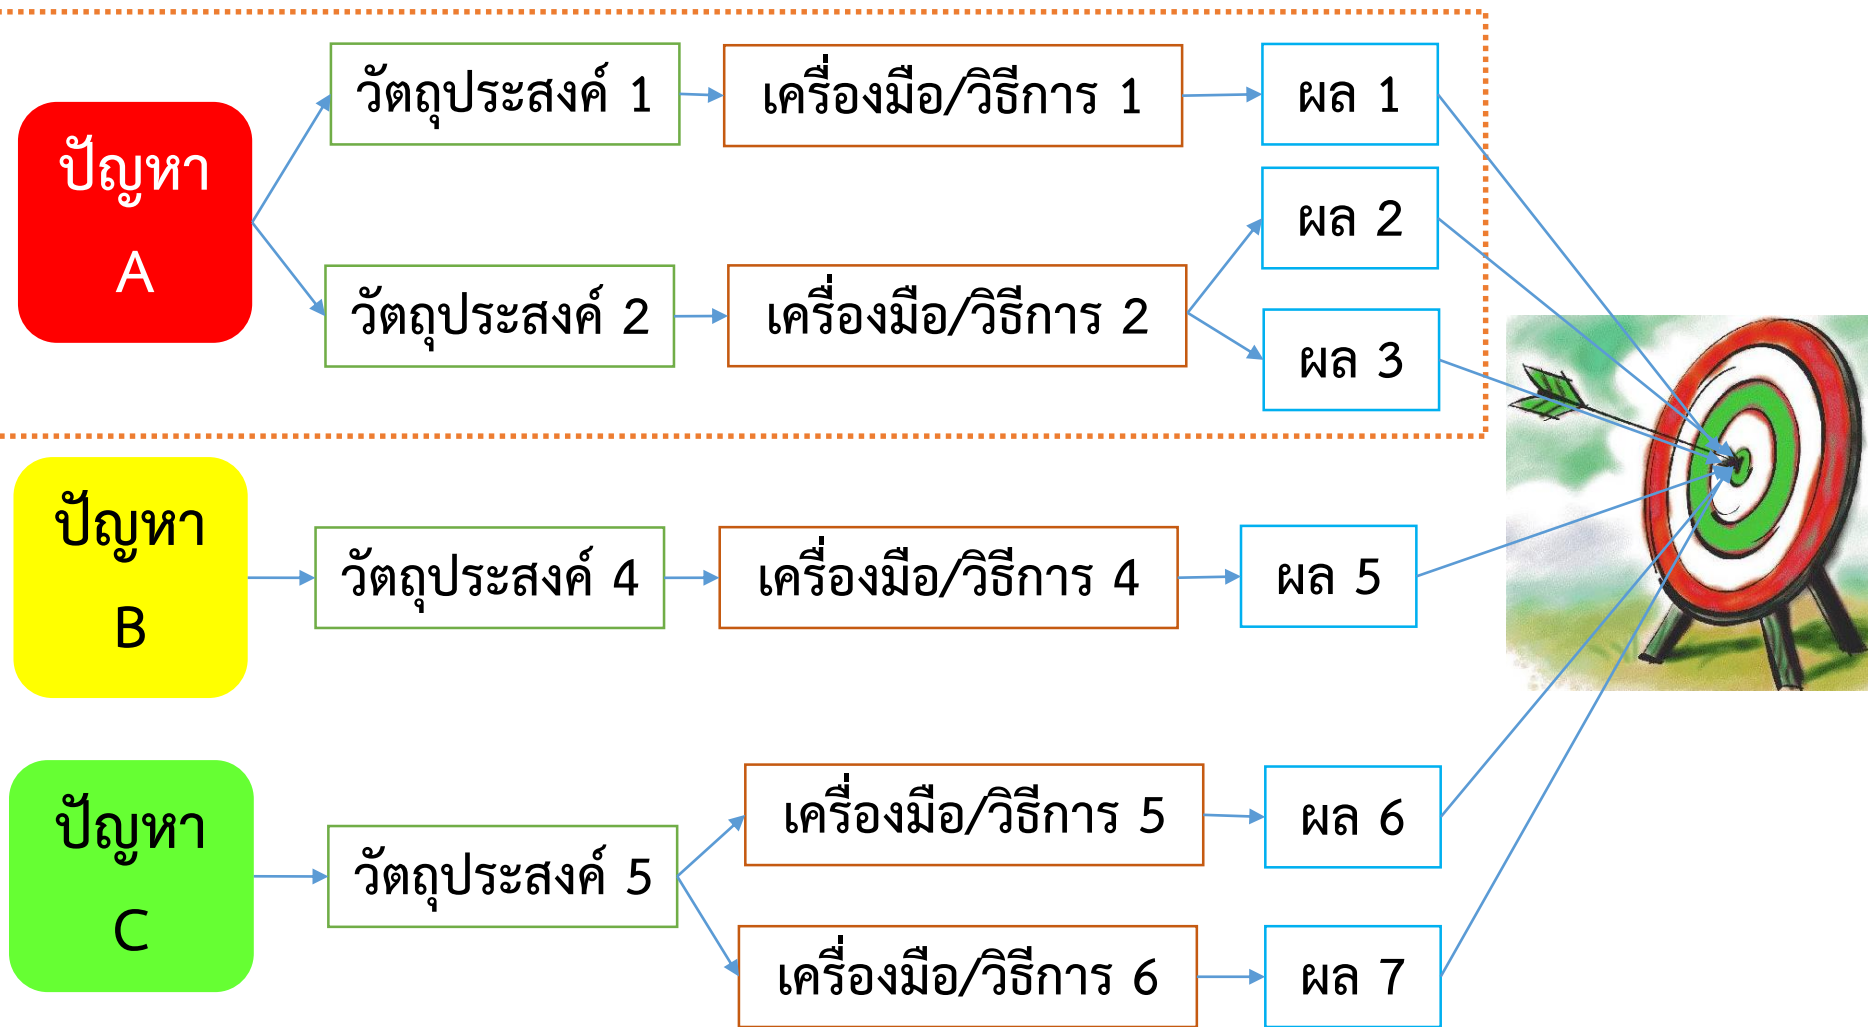 ปัญหา
A
วัตถุประสงค์ 1
เครื่องมือ/วิธีการ 1
ผล 1
ผล 2
วัตถุประสงค์ 2
เครื่องมือ/วิธีการ 2
ผล 3
ปัญหา
B
วัตถุประสงค์ 4
เครื่องมือ/วิธีการ 4
ผล 5
ปัญหา
C
วัตถุประสงค์ 5
เครื่องมือ/วิธีการ 5
ผล 6
เครื่องมือ/วิธีการ 6
ผล 7